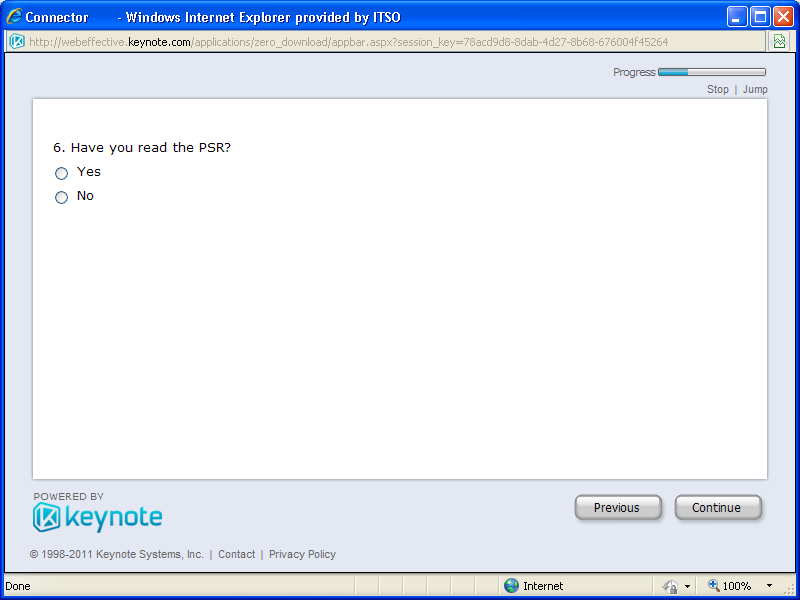 Connector - Windows Internet Explorer provided by ITSO
http://webeffective.keynote.com/applications/zero_download/appbar.aspx?session_key=78acd9d8-8dab-4d27-8b68-676004f45264
Progress
Stop | Jump
6. Have you read the PSR?
Yes
No
POWERED BY
keynote
Previous Continue
© 1998-2011 Keynote Systems, Inc. | Contact | Privacy Policy
Done Internet 100%